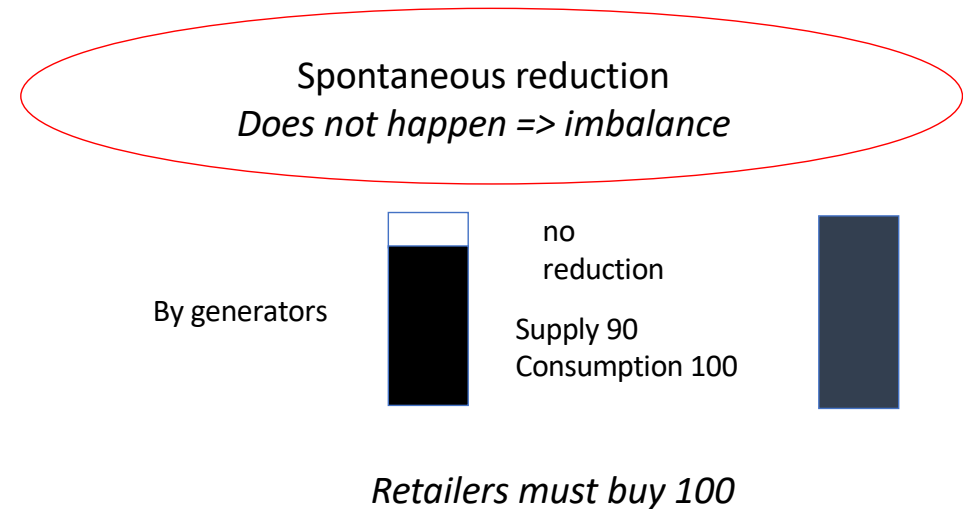 Spontaneous reduction
Does not happen => imbalance
no
reduction
By generators
Supply 90
Consumption 100
Retailers must buy 100